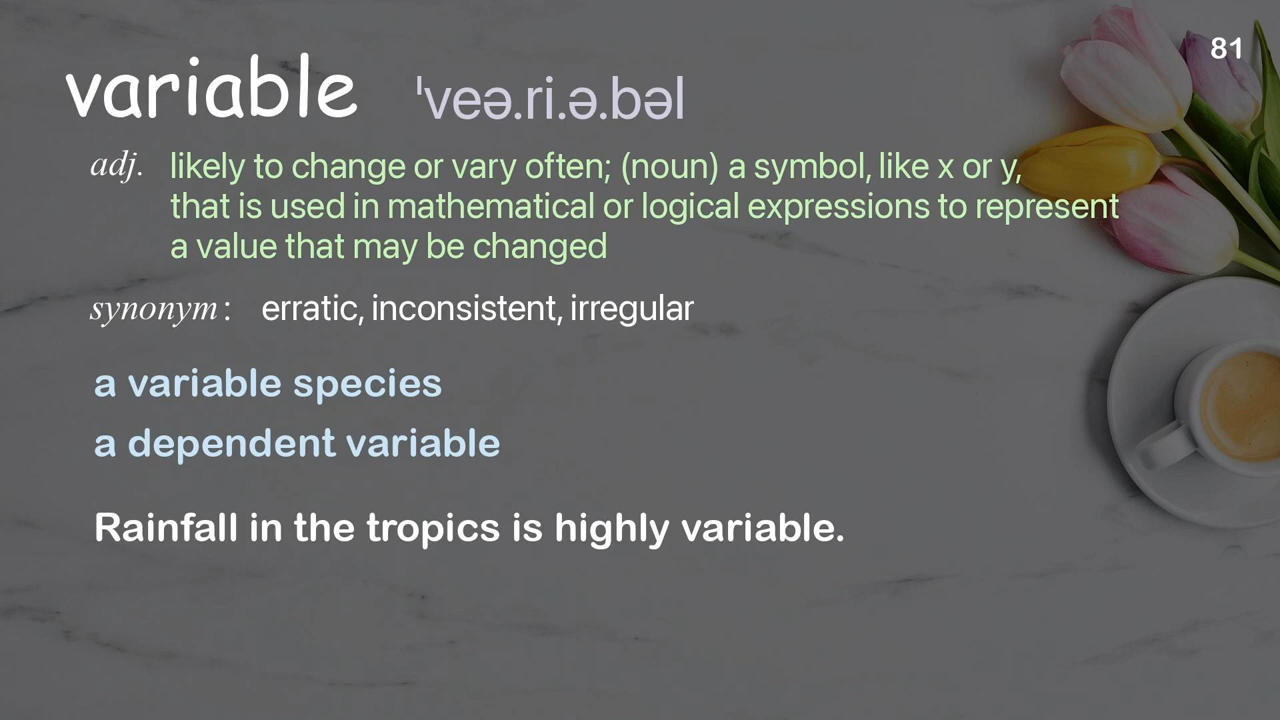 81
variable ˈveə.ri.ə.bəl
adj. likely to change or vary often; (noun) a symbol, like x or y,
that is used in mathematical or logical expressions to represent
a value that may be changed
synonym: erratic, inconsistent, irregular
a variable species
a dependent variable
Rainfall in the tropics is highly variable.